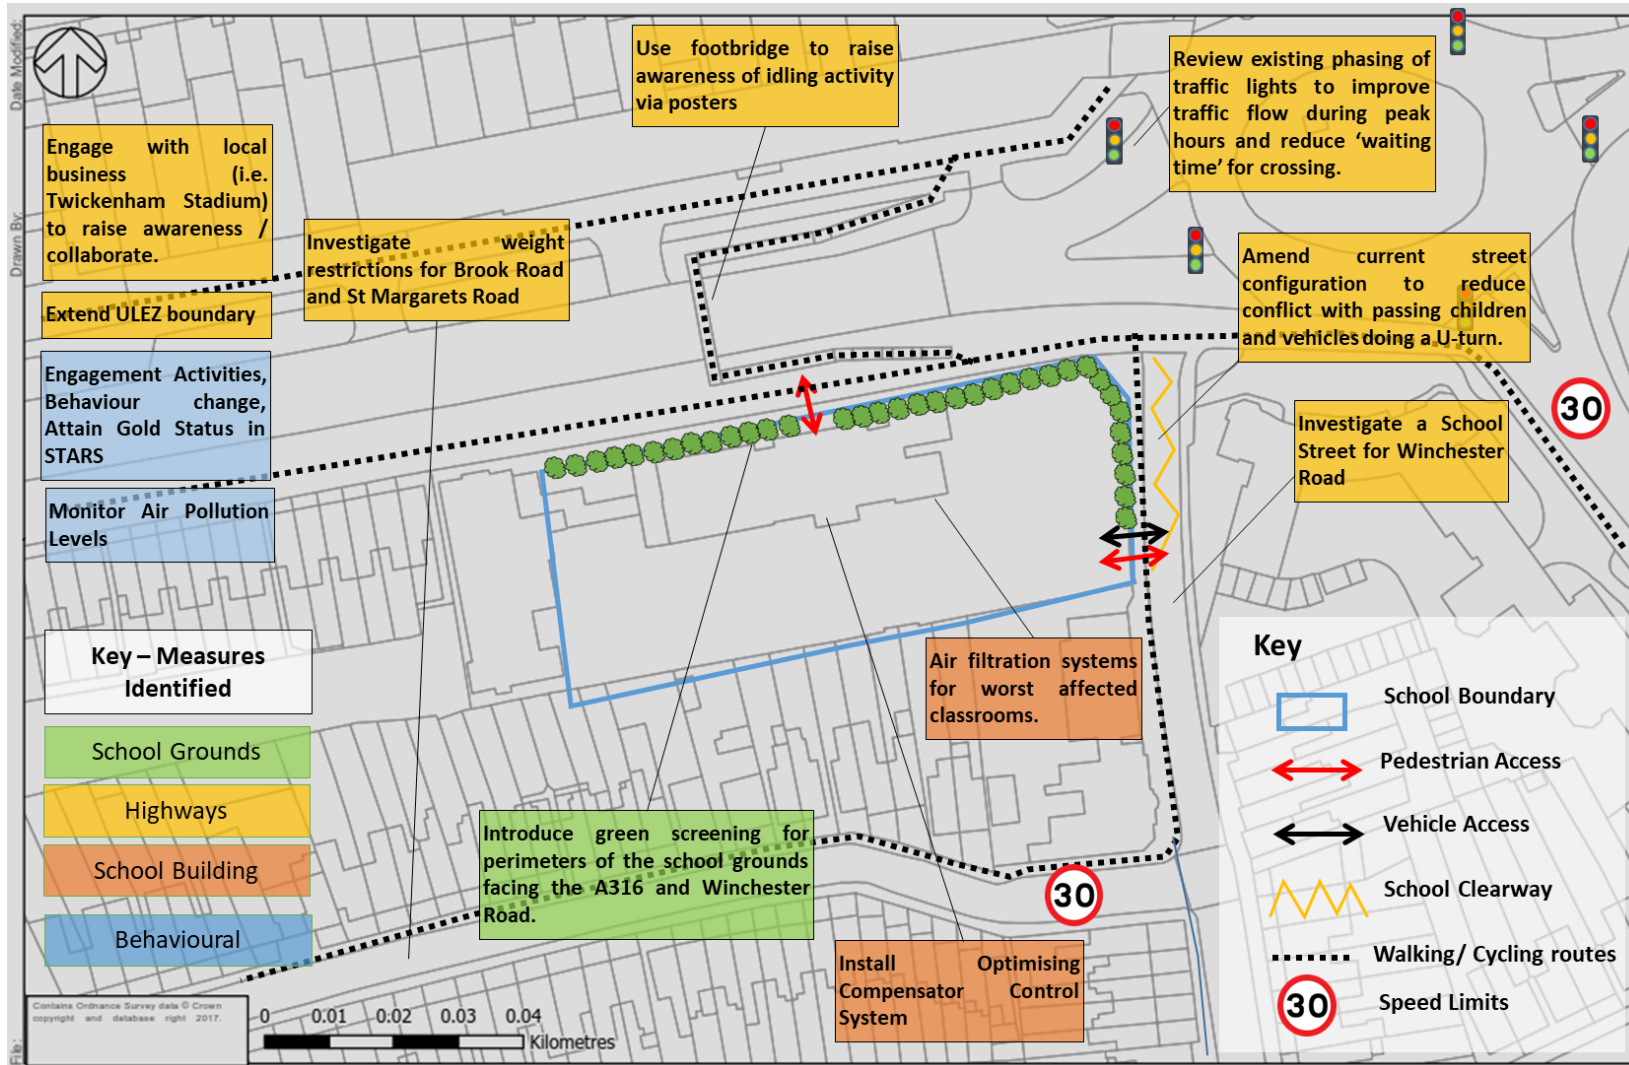 Date Modified:
Drawn By:
File:
Use footbridge to raise
awareness of idling activity
via posters
Review existing phasing of
traffic lights to improve
traffic flow during peak
hours and reduce ‘waiting
time’ for crossing.
Engage with local
business (i.e.
Twickenham Stadium)
to raise awareness /
collaborate.
Investigate weight
restrictions for Brook Road
and St Margarets Road
Amend current street
configuration to reduce
conflict with passing children
and vehicles doing a U-turn.
Extend ULEZ boundary
Engagement Activities,
Behaviour change,
Attain Gold Status in
STARS
30
Investigate a School
Street for Winchester
Road
Monitor Air Pollution
Levels
Air filtration systems
for worst affected
classrooms.
Key – Measures
Identified
School Grounds
Highways
School Building
Behavioural
Introduce green screening for
perimeters of the school grounds
facing the A316 and Winchester
Road.
30
Install Optimising
Compensator Control
System
Key
School Boundary
Pedestrian Access
Vehicle Access
School Clearway
Walking/ Cycling routes
30 Speed Limits
Contains Ordnance Survey data © Crown
copyright and database right 2017.
0 0.01 0.02 0.03 0.04
Kilometres